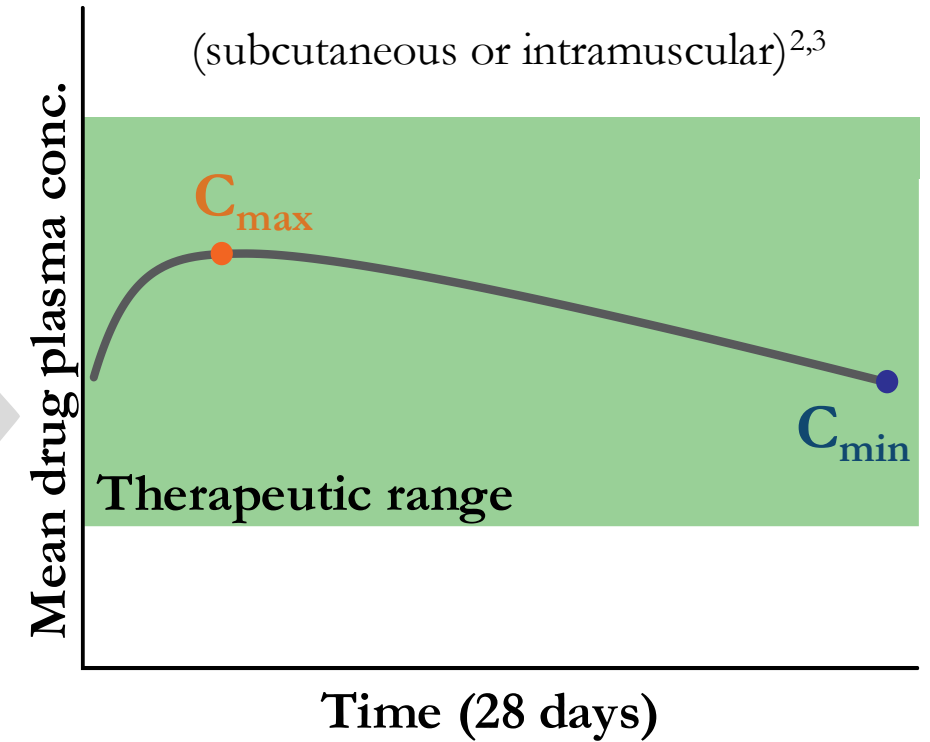 (subcutaneous or intramuscular)2,3
Mean drug plasma conc.
Cmax
Cmin
Therapeutic range
Time (28 days)